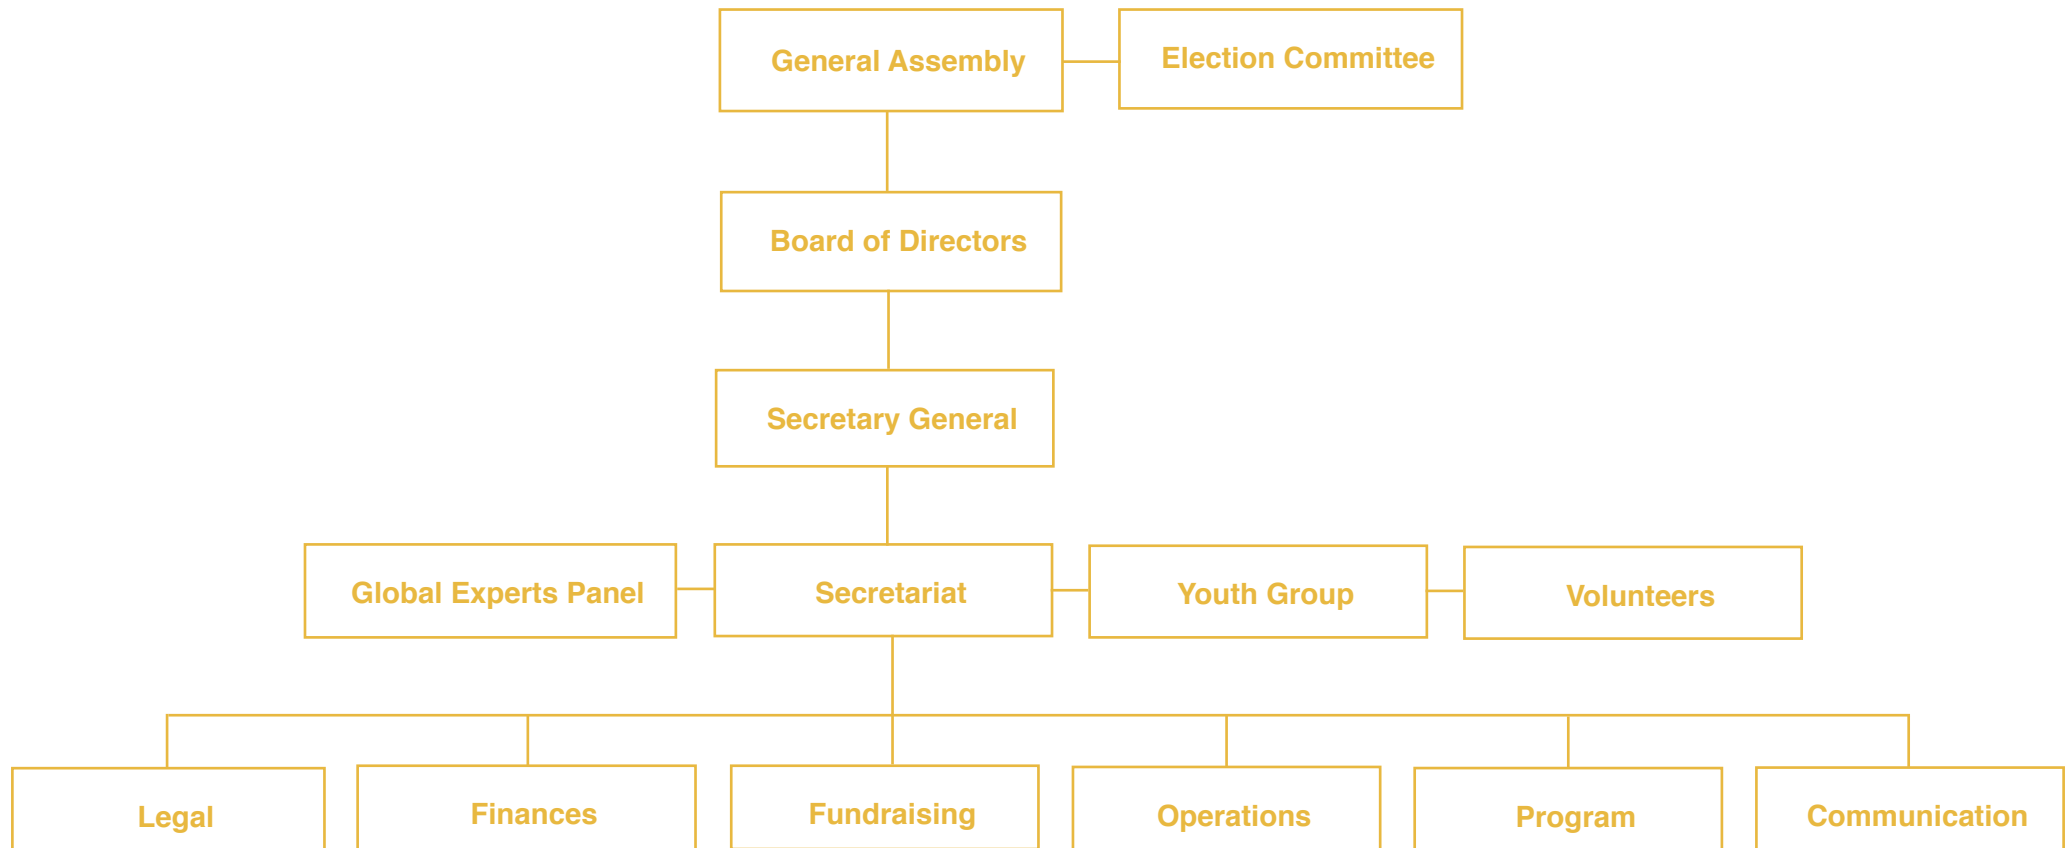 General Assembly
Election Committee
Board of Directors
Secretary General
Global Experts Panel
Secretariat
Youth Group
Volunteers
Legal
Finances
Fundraising
Operations
Program
Communication